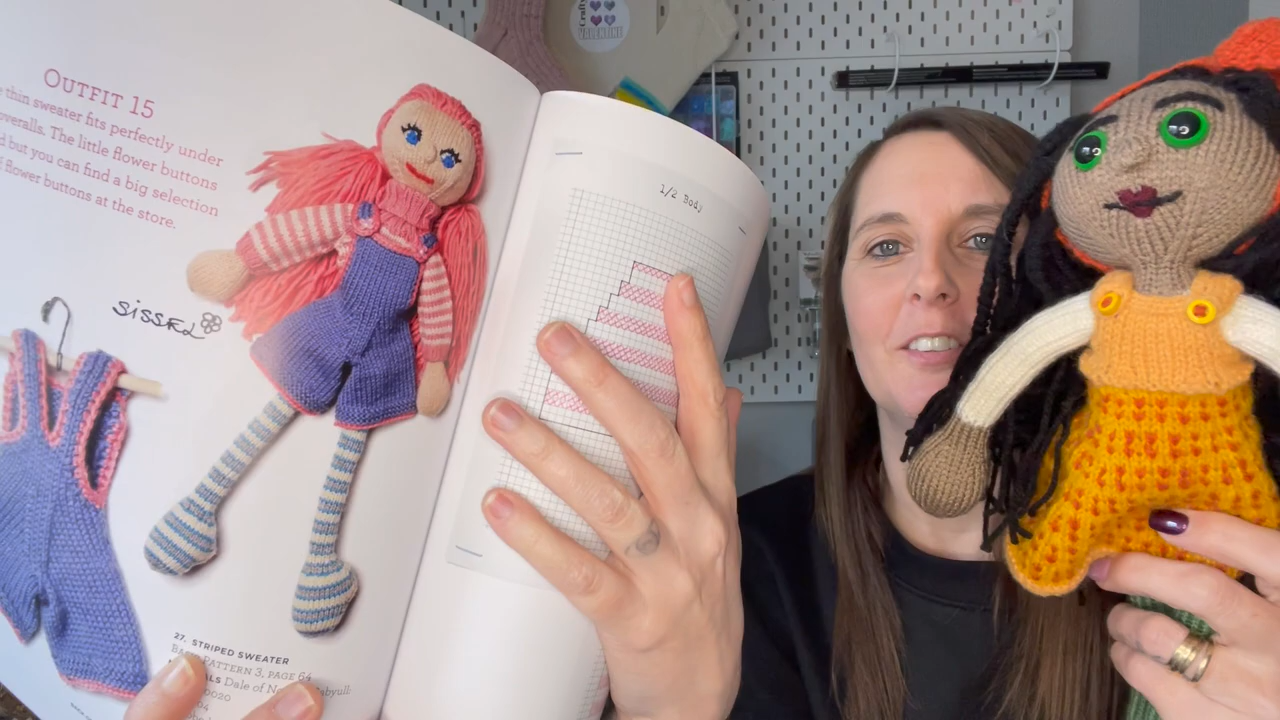 OUTFIT 15
thin sweater fits perfectly under
overalls. The little flower buttons
but you can find a big selection
flower buttons at the store.
SiSSEL
27. STRIPED SWEATER
PATTERN 3, PAGE 64
Dale of
1/2 Body
Crafty
VALENTINE